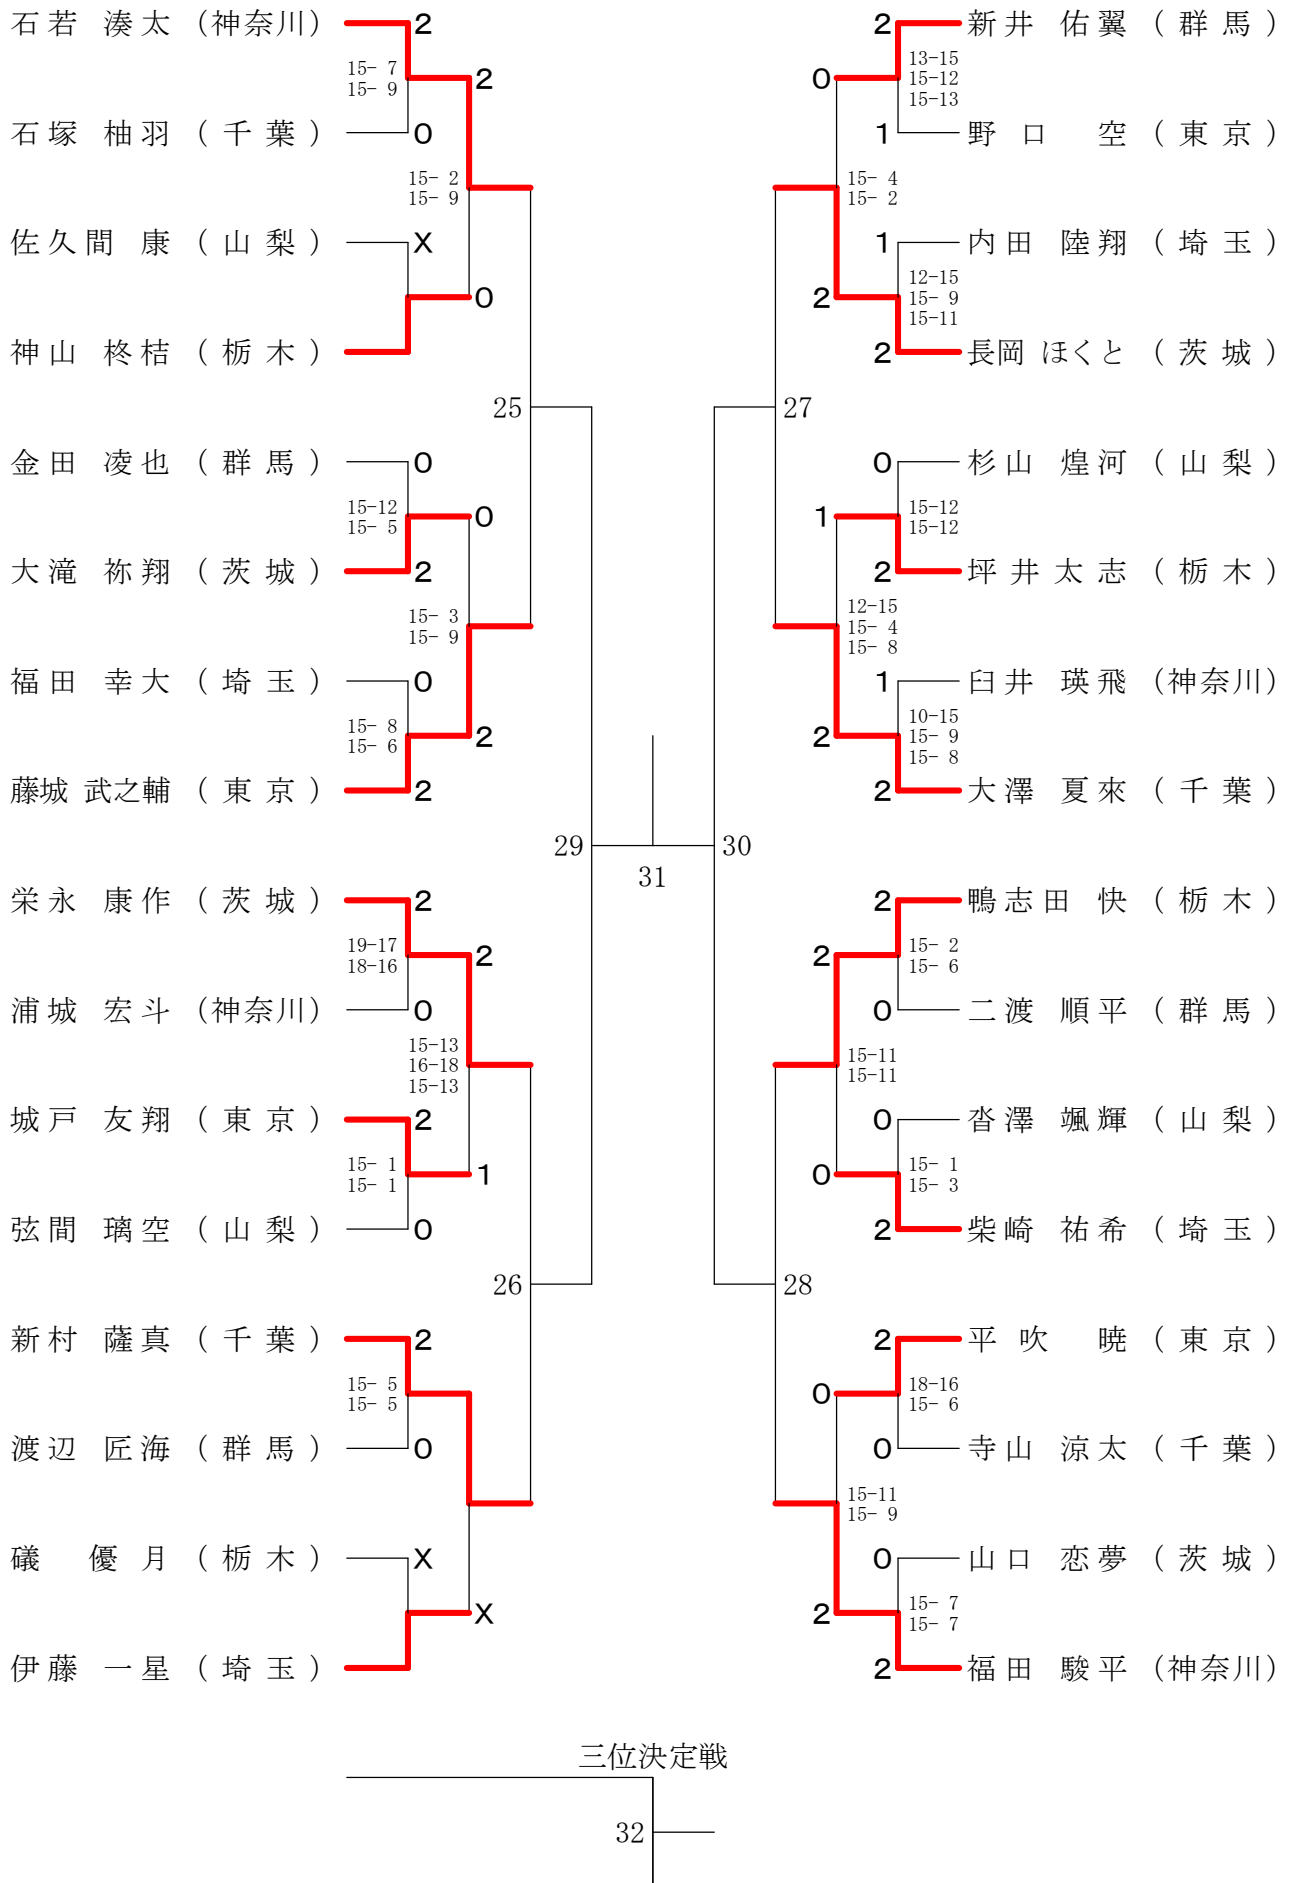 石若 湊太 (神奈川) 2
15- 7
15- 9
2
石塚 柚羽 ( 千 葉 ) 0
15- 2
15- 9
佐久間 康 ( 山 梨 ) X
0
神山 柊桔 ( 栃 木 )
25
金田 凌也 ( 群 馬 ) 0
15-12
15- 5
0
大滝 祢翔 ( 茨 城 ) 2
15- 3
15- 9
福田 幸大 ( 埼 玉 ) 0
15- 8
15- 6
2
藤城 武之輔 ( 東 京 ) 2
29
栄永 康作 ( 茨 城 ) 2
19-17
18-16
2
浦城 宏斗 (神奈川) 0
15-13
16-18
15-13
城戸 友翔 ( 東 京 ) 2
15- 1
15- 1
1
弦間 璃空 ( 山 梨 ) 0
26
新村 薩真 ( 千 葉 ) 2
15- 5
15- 5
渡辺 匠海 ( 群 馬 ) 0
礒 優月 ( 栃 木 ) X
X
伊藤 一星 ( 埼 玉 )
31
2 新井 佑翼 ( 群 馬 )
13-15
15-12
15-13
0
1 野口 空 ( 東 京 )
15- 4
15- 2
1 内田 陸翔 ( 埼 玉 )
12-15
15- 9
15-11
2
2 長岡 ほくと ( 茨 城 )
27
0 杉山 煌河 ( 山 梨 )
15-12
15-12
1
2 坪井太志 ( 栃 木 )
12-15
15- 4
15- 8
1 臼井 瑛飛 (神奈川)
10-15
15- 9
15- 8
2
2 大澤 夏來 ( 千 葉 )
30
2 鴨志田 快 ( 栃 木 )
15- 2
15- 6
2
0 二渡 順平 ( 群 馬 )
15-11
15-11
0 沓澤 颯輝 ( 山 梨 )
15- 1
15- 3
0
2 柴崎 祐希 ( 埼 玉 )
28
2 平吹 暁 ( 東 京 )
18-16
15- 6
0
0 寺山 涼太 ( 千 葉 )
15-11
15- 9
0 山口 恋夢 ( 茨 城 )
15- 7
15- 7
2
2 福田 駿平 (神奈川)
三位決定戦
32